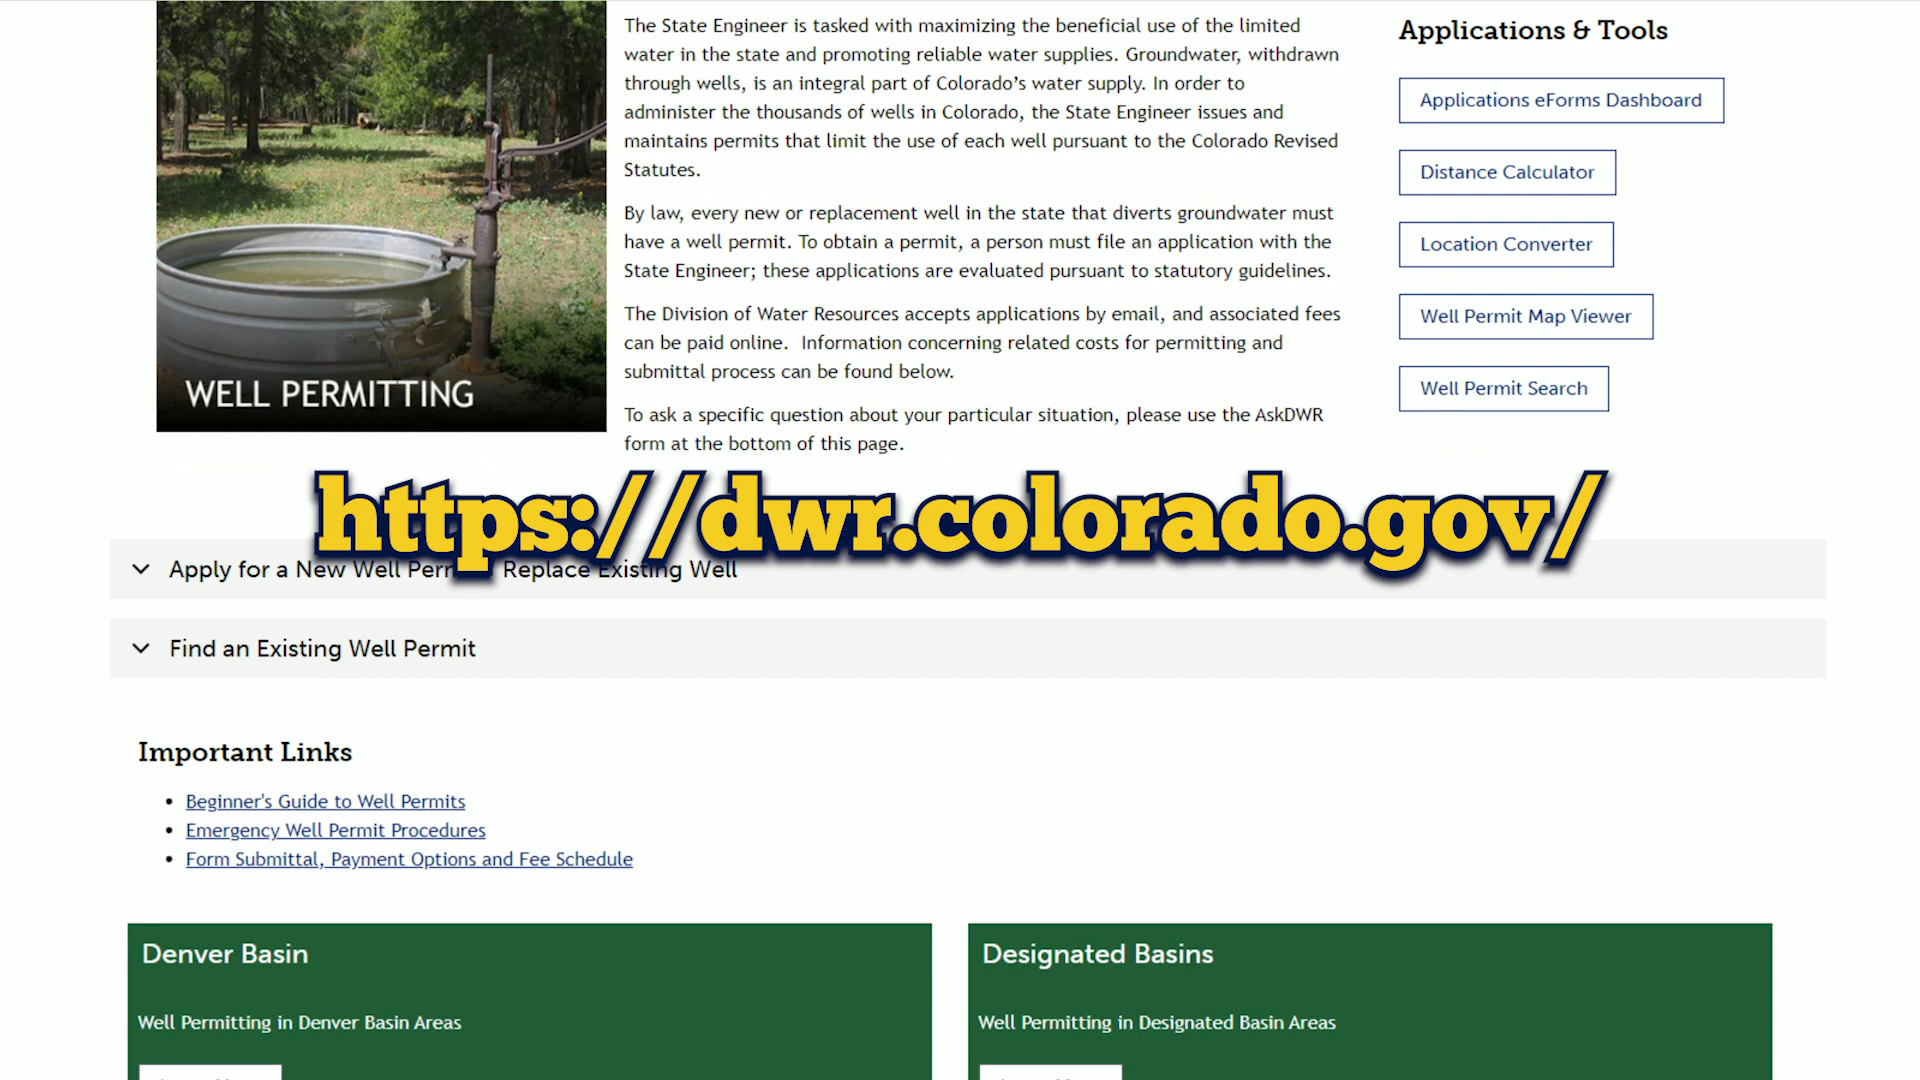 The State Engineer is tasked with maximizing the beneficial use of the limited
water in the state and promoting reliable water supplies. Groundwater, withdrawn
through wells, is an integral part of Colorado’s water supply. In order to
administer the thousands of wells in Colorado, the State Engineer issues and
maintains permits that limit the use of each well pursuant to the Colorado Revised
Statutes.
By law, every new or replacement well in the state that diverts groundwater must
have a well permit. To obtain a permit, a person must file an application with the
State Engineer; these applications are evaluated pursuant to statutory guidelines.
The Division of Water Resources accepts applications by email, and associated fees
can be paid online.  Information concerning related costs for permitting and
submittal process can be found below.
To ask a specific question about your particular situation, please use the AskDWR
form at the bottom of this page.
WELL PERMITTING
Applications & Tools
Applications eForms Dashboard
Distance Calculator
Location Converter
Well Permit Map Viewer
Well Permit Search
https://dwr.colorado.gov/
Apply for a New Well Replace Existing Well
Find an Existing Well Permit
Important Links
• Beginner's Guide to Well Permits
• Emergency Well Permit Procedures
• Form Submittal, Payment Options and Fee Schedule
Denver Basin
Well Permitting in Denver Basin Areas
Designated Basins
Well Permitting in Designated Basin Areas